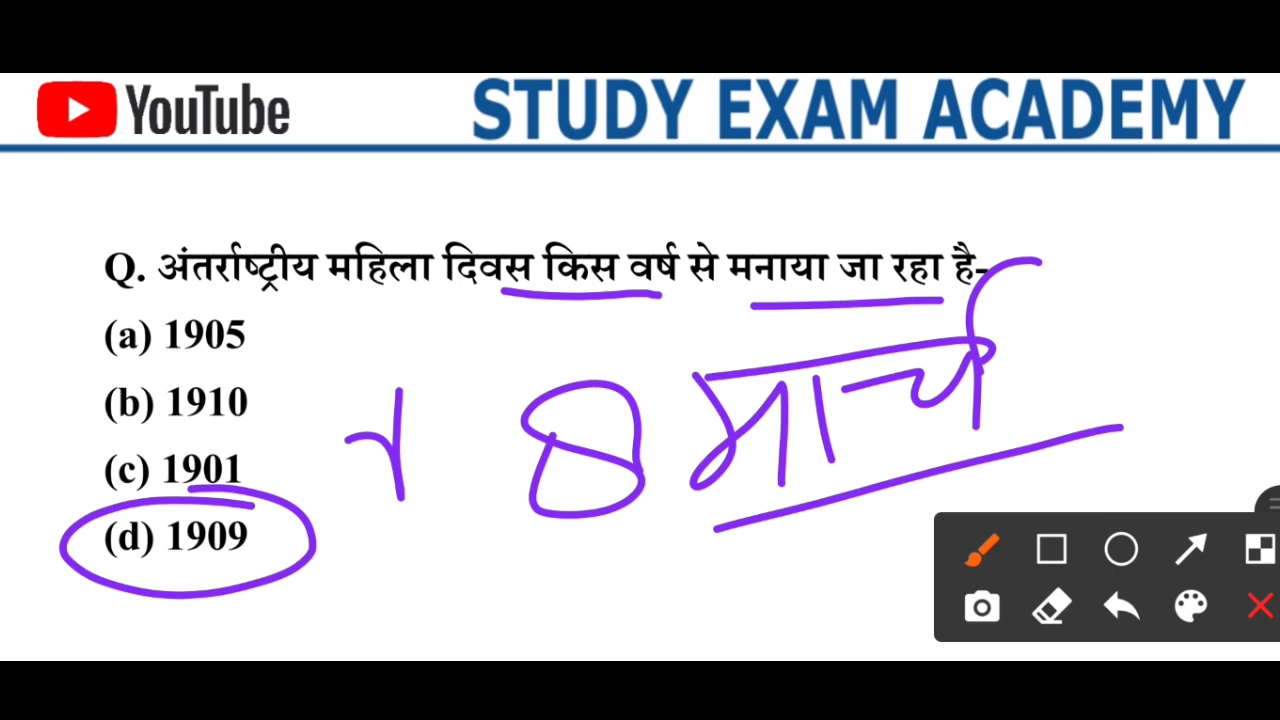 YouTube STUDY EXAM ACADEMY
Q. अंतर्राष्ट्रीय महिला दिवस किस वर्ष से मनाया जा रहा है-
(a) 1905
(b) 1910
(c) 1901
(d) 1909
8 मार्च